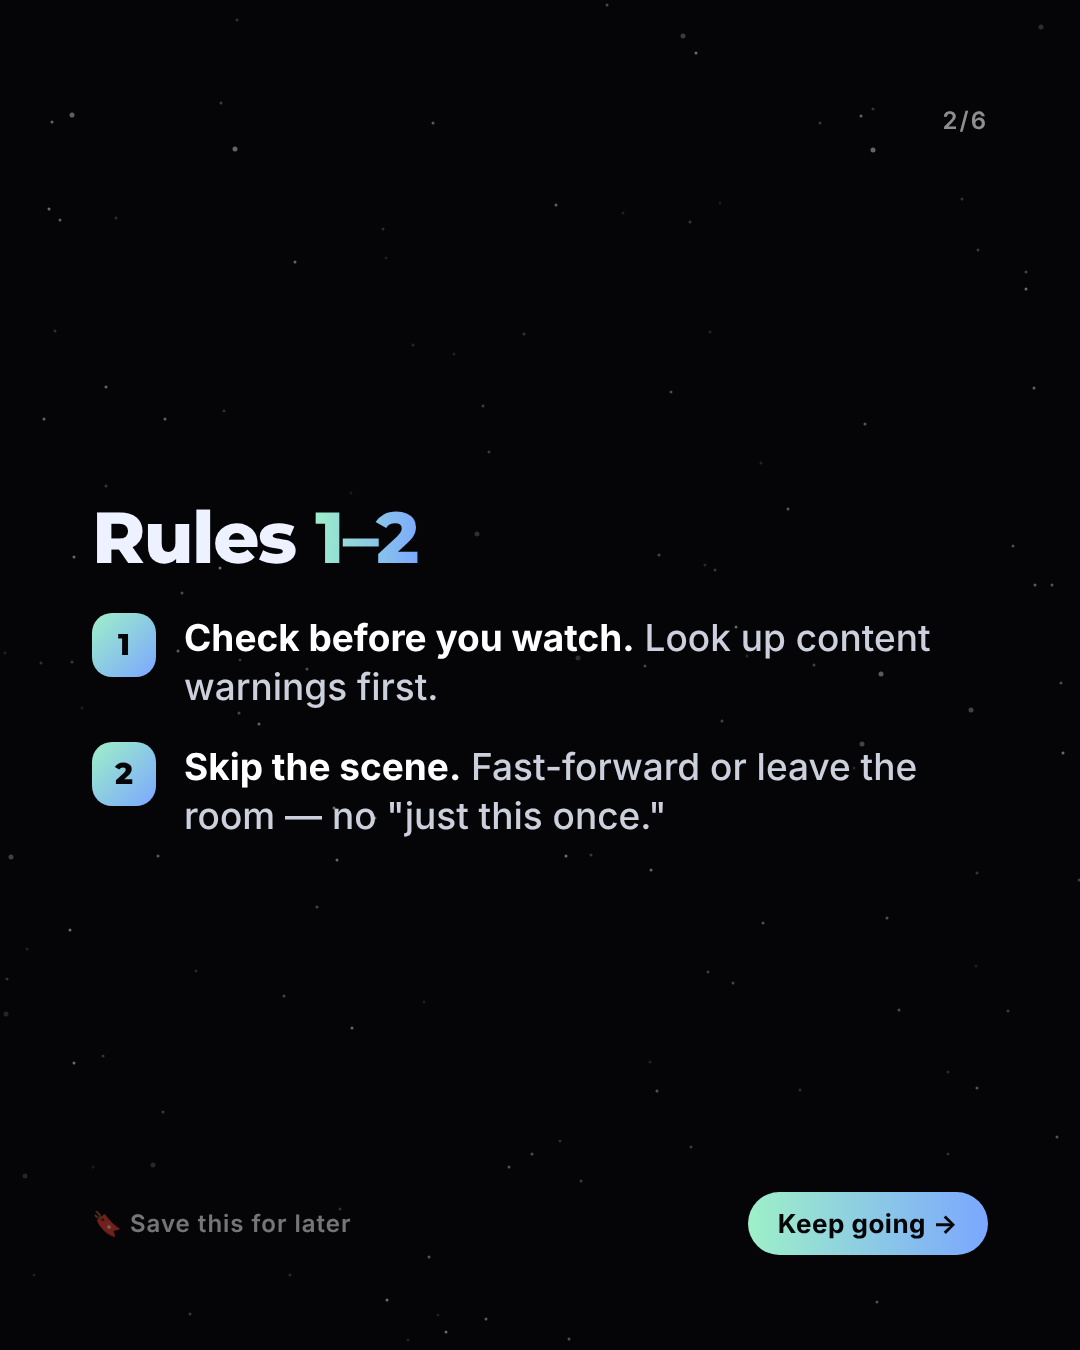 2/6
Rules 1–2
1 Check before you watch. Look up content
warnings first.
2 Skip the scene. Fast-forward or leave the
room — no "just this once."
🔖 Save this for later
Keep going →